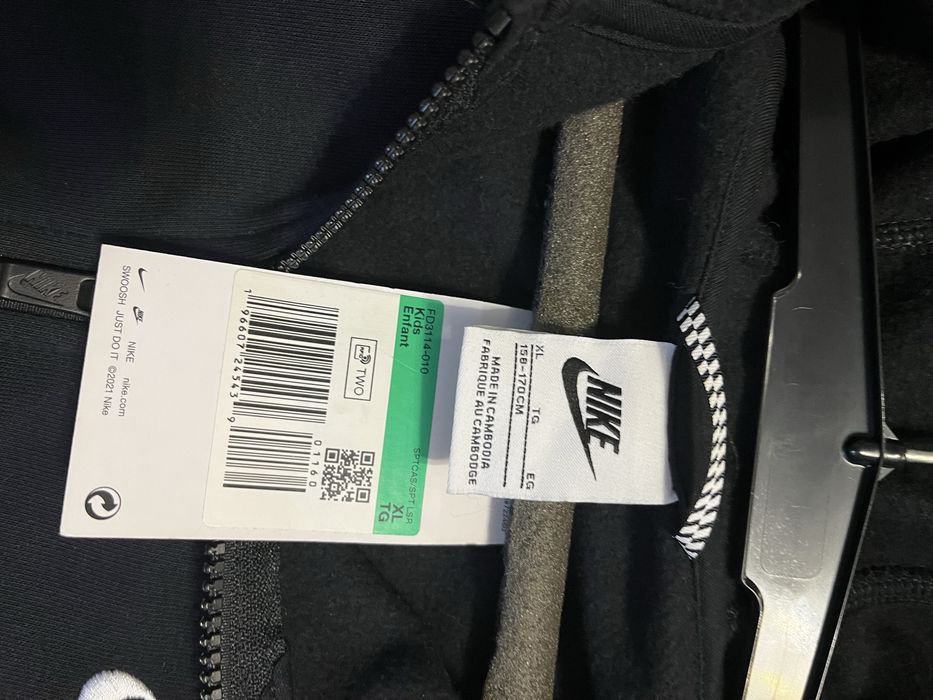 NIKE nike.com
SWOOSH JUST DO IT ©2021 Nike
FD3114-010
Kids
Enfant
SPTCAS/SPT LSR
XL
TG
TWO
1 96607 24343 9
01160
NIKE
XL TG EG
158-170CM
MADE IN CAMBODIA
FABRIQUE AU CAMBODGE